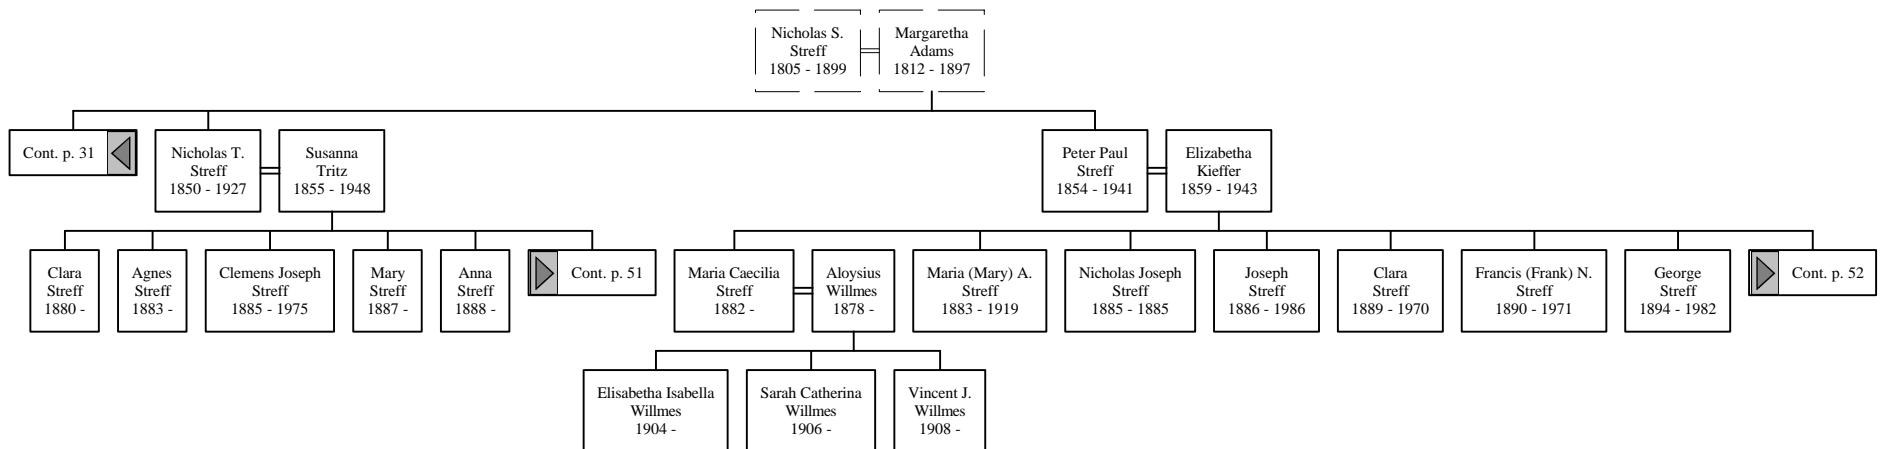 Nicholas S.
Streff
1805 - 1899
Margaretha
Adams
1812 - 1897
Cont. p. 31
Nicholas T.
Streff
1850 - 1927
Susanna
Tritz
1855 - 1948
Peter Paul
Streff
1854 - 1941
Elizabetha
Kieffer
1859 - 1943
Clara
Streff
1880 -
Agnes
Streff
1883 -
Clemens Joseph
Streff
1885 - 1975
Mary
Streff
1887 -
Anna
Streff
1888 -
Cont. p. 51
Maria Caecilia
Streff
1882 -
Aloysius
Willmes
1878 -
Maria (Mary) A.
Streff
1883 - 1919
Nicholas Joseph
Streff
1885 - 1885
Joseph
Streff
1886 - 1986
Clara
Streff
1889 - 1970
Francis (Frank) N.
Streff
1890 - 1971
George
Streff
1894 - 1982
Cont. p. 52
Elisabetha Isabella
Willmes
1904 -
Sarah Catherina
Willmes
1906 -
Vincent J.
Willmes
1908 -